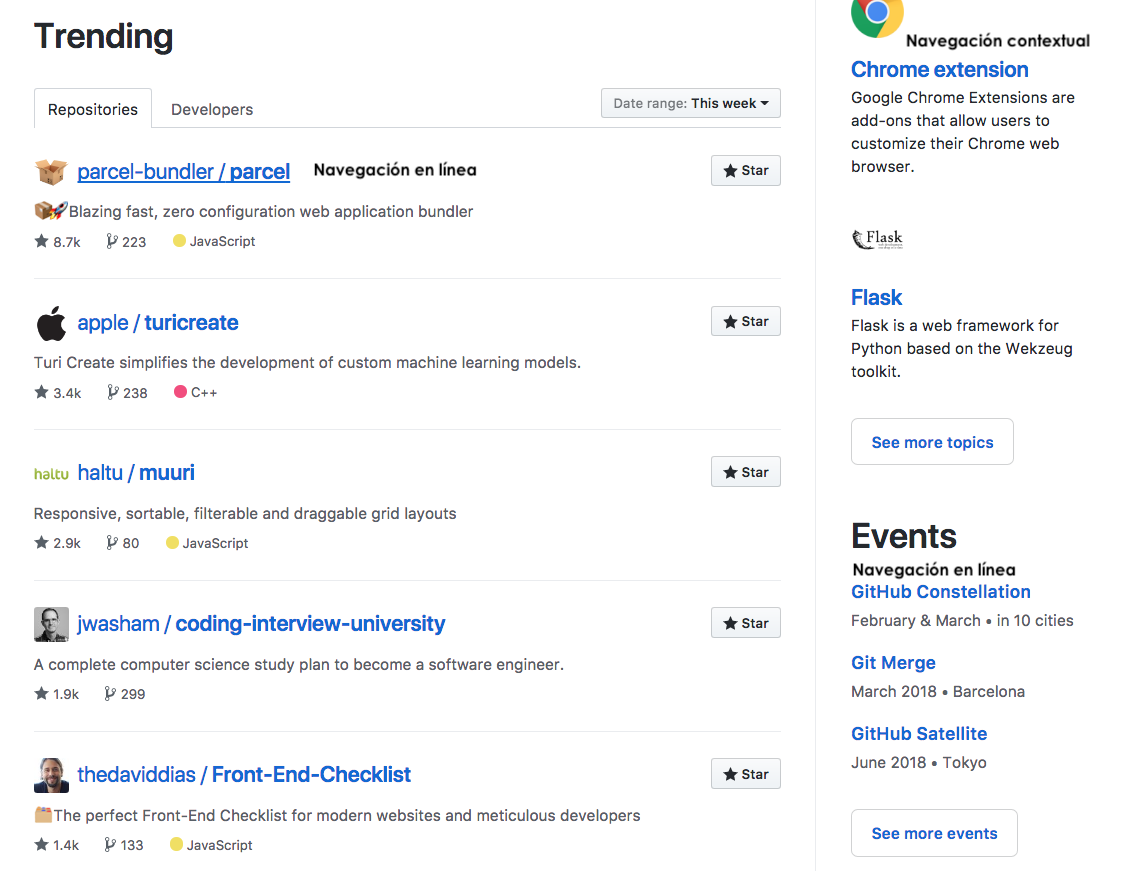 Trending
Repositories
Developers
Date range: This week
parcel-bundler / parcel
Navegación en línea
Star
Blazing fast, zero configuration web application bundler
8.7k 223 JavaScript
apple / turicreate
Star
Turi Create simplifies the development of custom machine learning models.
3.4k 238 C++
haltu
haltu / muuri
Star
Responsive, sortable, filterable and draggable grid layouts
2.9k 80 JavaScript
jwasham / coding-interview-university
Star
A complete computer science study plan to become a software engineer.
1.9k 299
thedaviddias / Front-End-Checklist
Star
The perfect Front-End Checklist for modern websites and meticulous developers
1.4k 133 JavaScript
Navegación contextual
Chrome extension
Google Chrome Extensions are
add-ons that allow users to
customize their Chrome web
browser.
Flask
Flask
Flask is a web framework for
Python based on the Wekzeug
toolkit.
See more topics
Events
Navegación en línea
GitHub Constellation
February & March • in 10 cities
Git Merge
March 2018 • Barcelona
GitHub Satellite
June 2018 • Tokyo
See more events